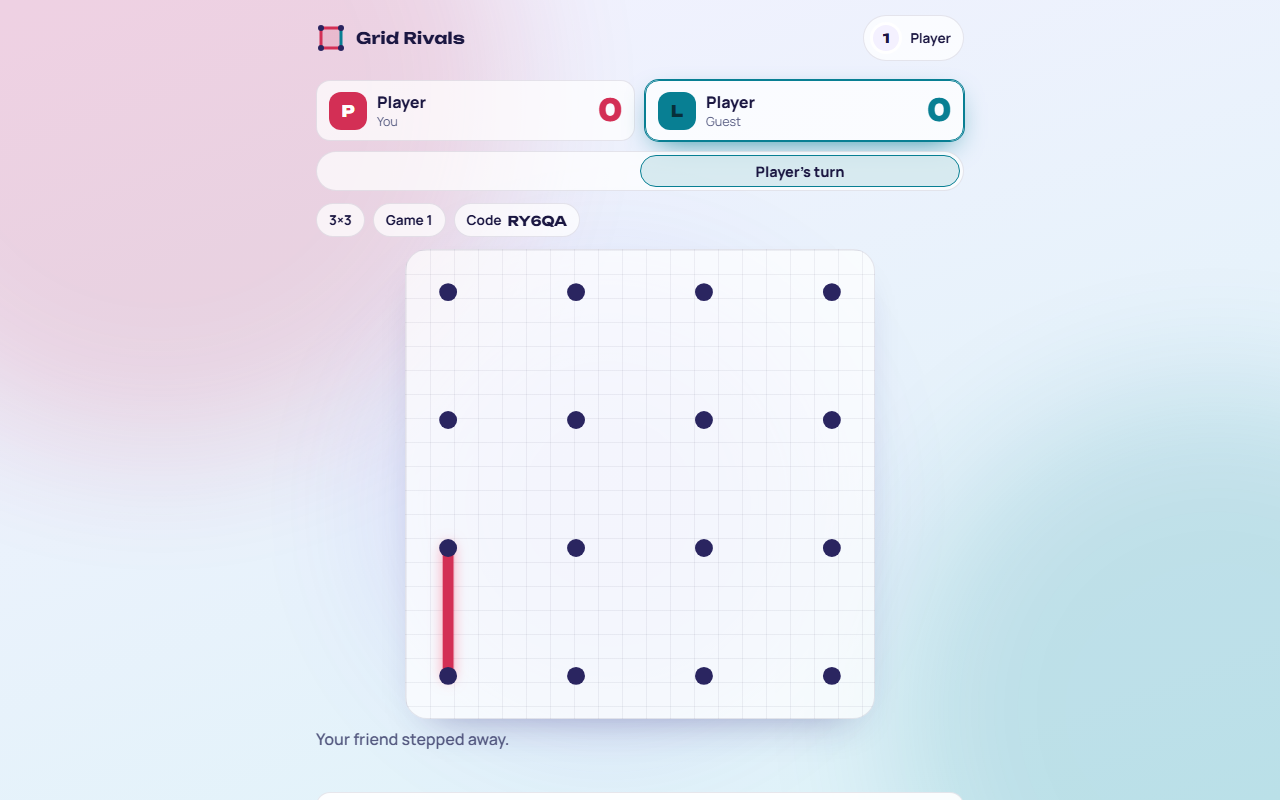 Grid Rivals
1 Player
P Player 0
You
L Player 0
Guest
Player's turn
3×3 Game 1 Code RY6QA
Your friend stepped away.